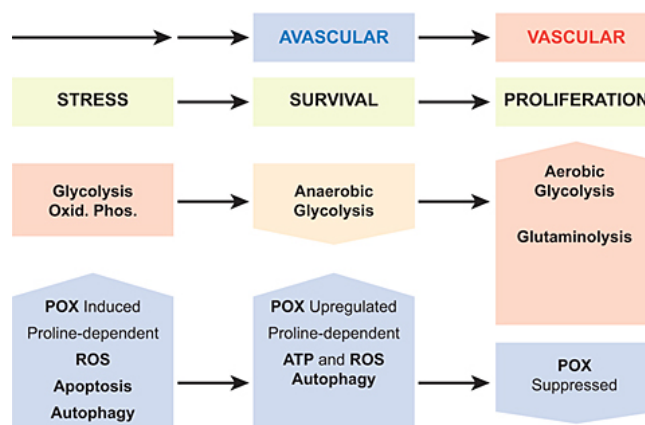 AVASCULAR
VASCULAR
STRESS
SURVIVAL
PROLIFERATION
Glycolysis
Oxid. Phos.
Anaerobic
Glycolysis
Aerobic
Glycolysis
Glutaminolysis
POX Induced
Proline-dependent
ROS
Apoptosis
Autophagy
POX Upregulated
Proline-dependent
ATP and ROS
Autophagy
POX
Suppressed